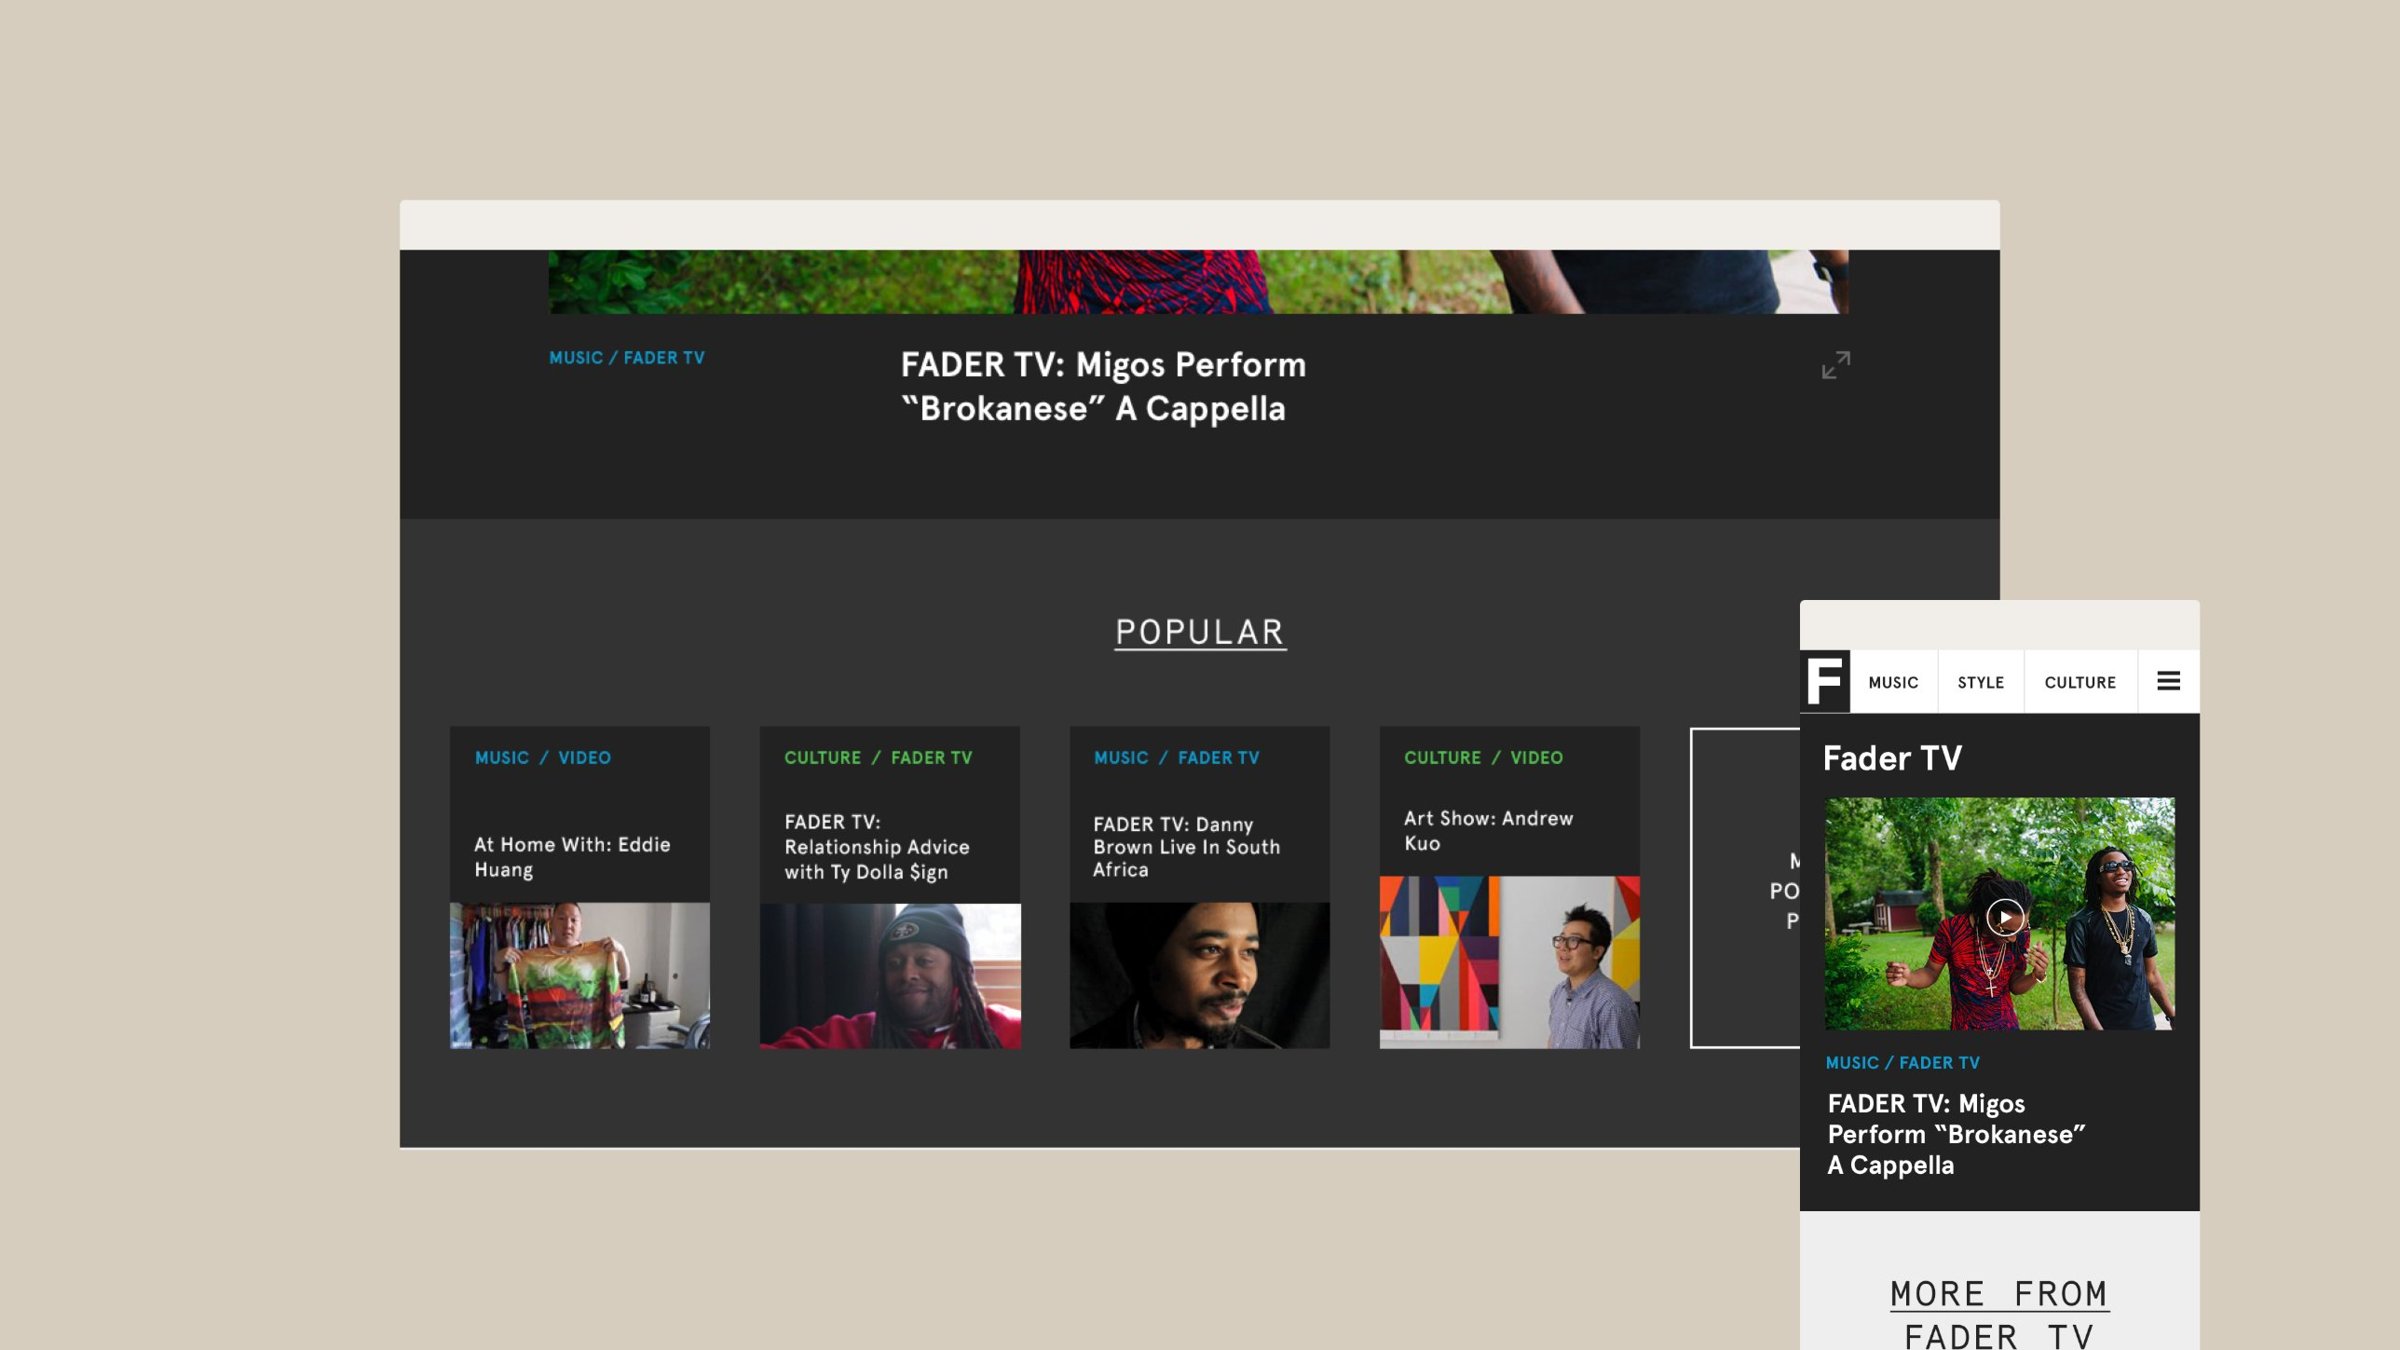 MUSIC / FADER TV
FADER TV: Migos Perform
“Brokanese” A Cappella
POPULAR
MUSIC / VIDEO
At Home With: Eddie
Huang
CULTURE / FADER TV
FADER TV:
Relationship Advice
with Ty Dolla $ign
MUSIC / FADER TV
FADER TV: Danny
Brown Live In South
Africa
CULTURE / VIDEO
Art Show: Andrew
Kuo
F
MUSIC
STYLE
CULTURE
Fader TV
MUSIC / FADER TV
FADER TV: Migos
Perform “Brokanese”
A Cappella
MORE FROM
FADER TV